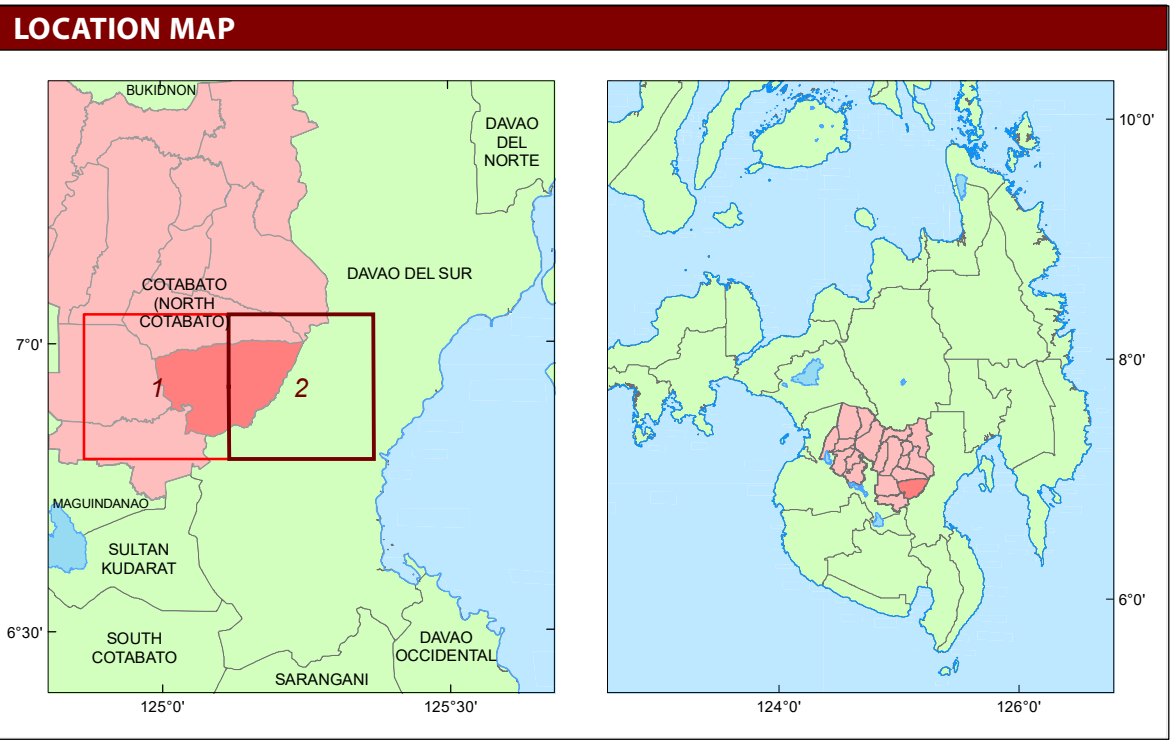 LOCATION MAP
BUKIDNON
DAVAO
DEL
NORTE
DAVAO DEL SUR
COTABATO
(NORTH
COTABATO)
7°0'
1
2
MAGUINDANAO
SULTAN
KUDARAT
6°30'
SOUTH
COTABATO
DAVAO
OCCIDENTAL
SARANGANI
125°0'
125°30'
10°0'
8°0'
6°0'
124°0'
126°0'